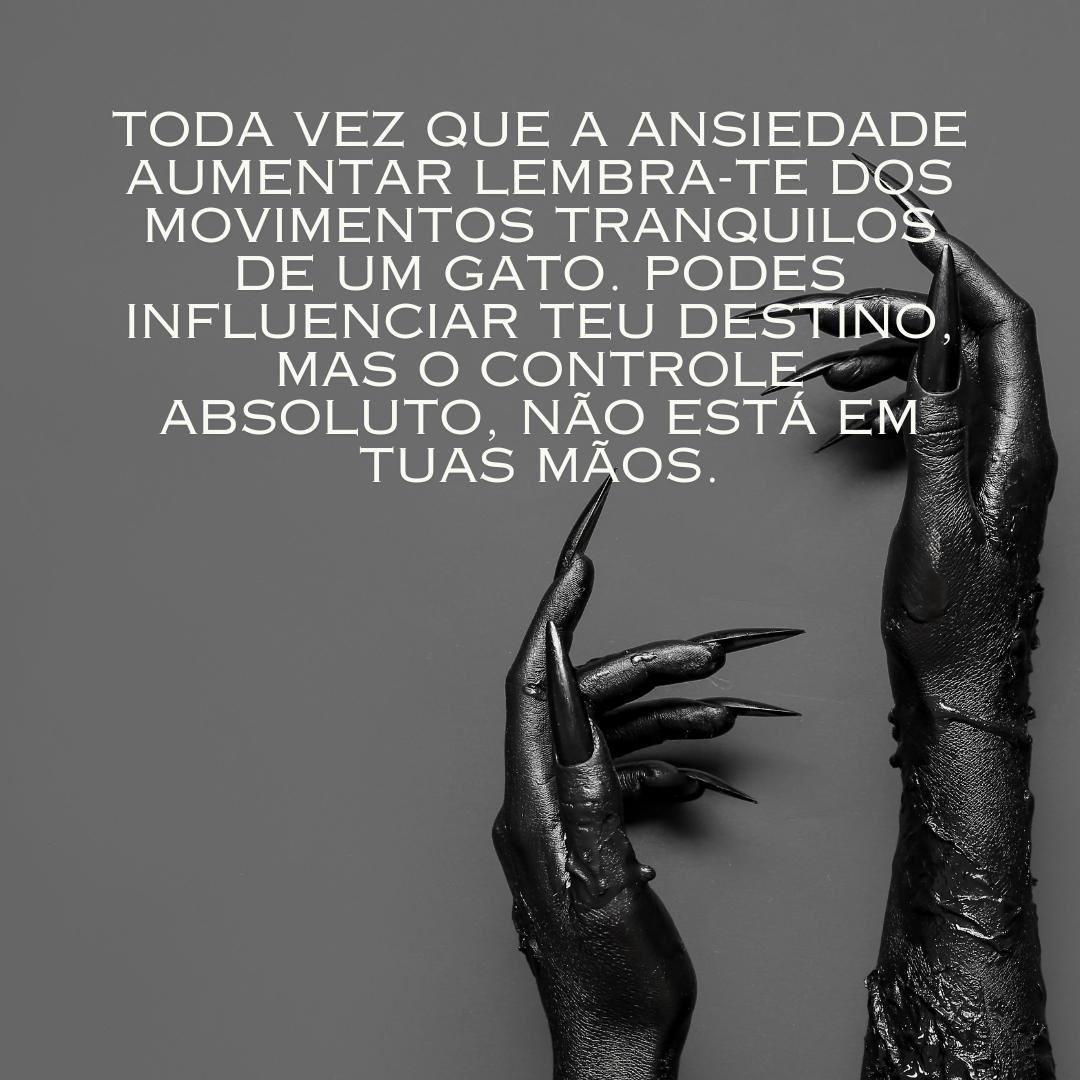 TODA VEZ QUE A ANSIEDADE
AUMENTAR LEMBRA-TE DOS
MOVIMENTOS TRANQUILOS
DE UM GATO. PODES
INFLUENCIAR TEU DESTINO,
MAS O CONTROLE
ABSOLUTO, NÃO ESTÁ EM
TUAS MÃOS.